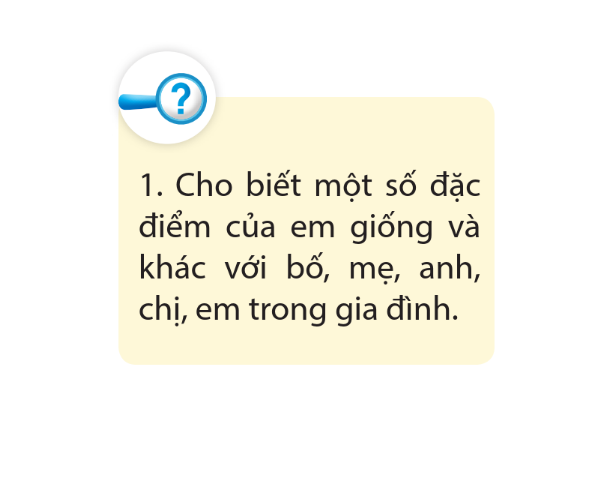 ?
1. Cho biết một số đặc
điểm của em giống và
khác với bố, mẹ, anh,
chị, em trong gia đình.